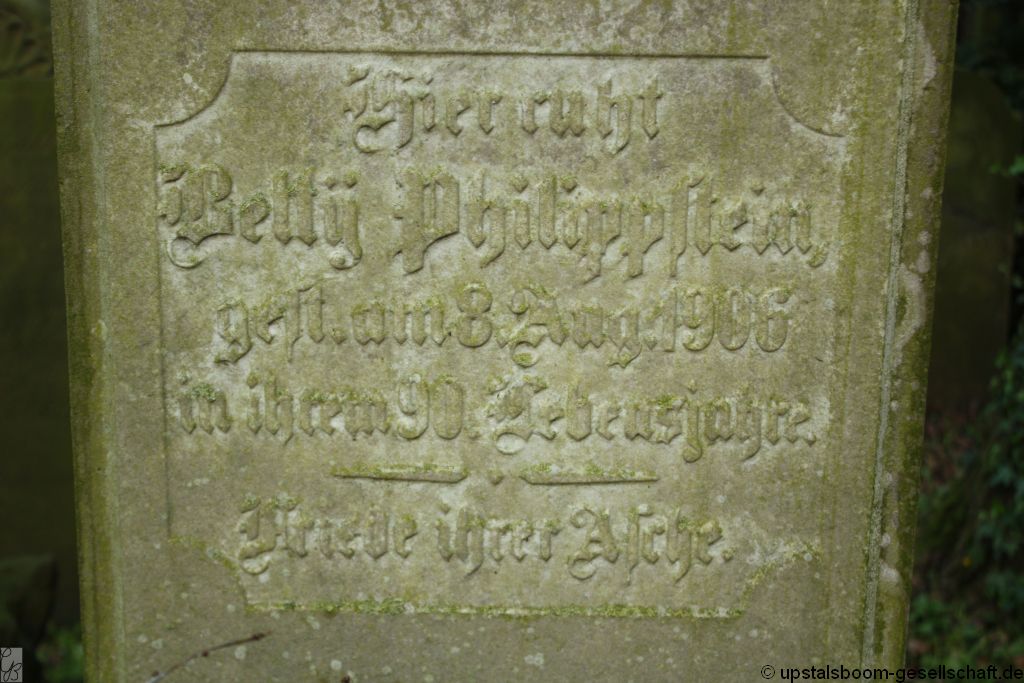 Hier ruht
Betty Philippstein,
gest. am 8. Aug. 1906
in ihrem 90. Lebensjahre.
Friede ihrer Asche.
© upstalsboom-gesellschaft.de